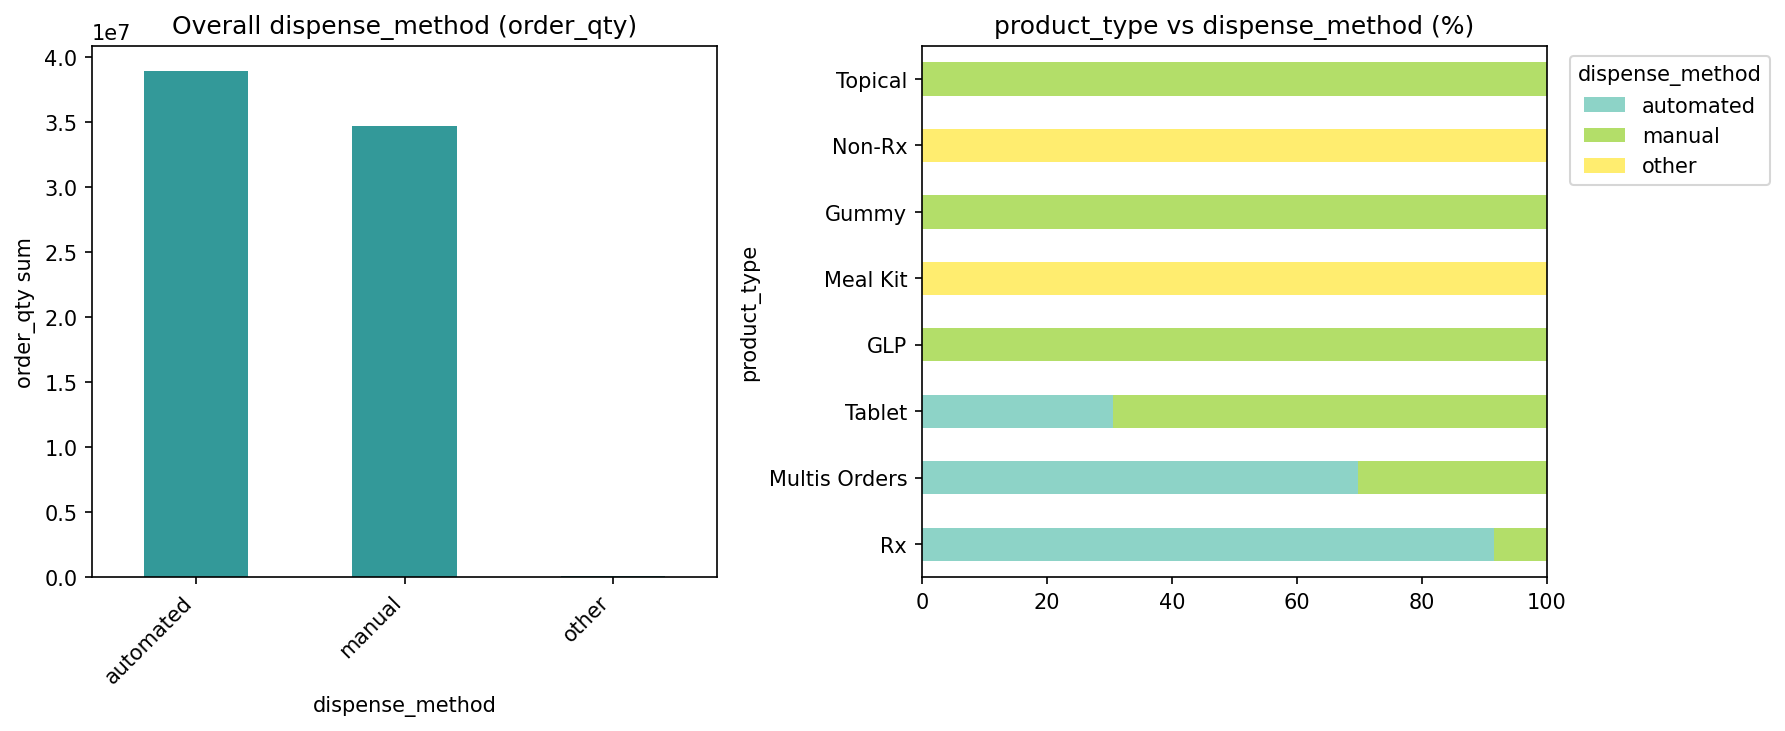 Overall dispense_method (order_qty)
1e7
4.0
3.5
3.0
2.5
2.0
1.5
1.0
0.5
0.0
order_qty sum
automated
manual
other
dispense_method
product_type vs dispense_method (%)
product_type
Topical
Non-Rx
Gummy
Meal Kit
GLP
Tablet
Multis Orders
Rx
0 20 40 60 80 100
dispense_method
automated
manual
other